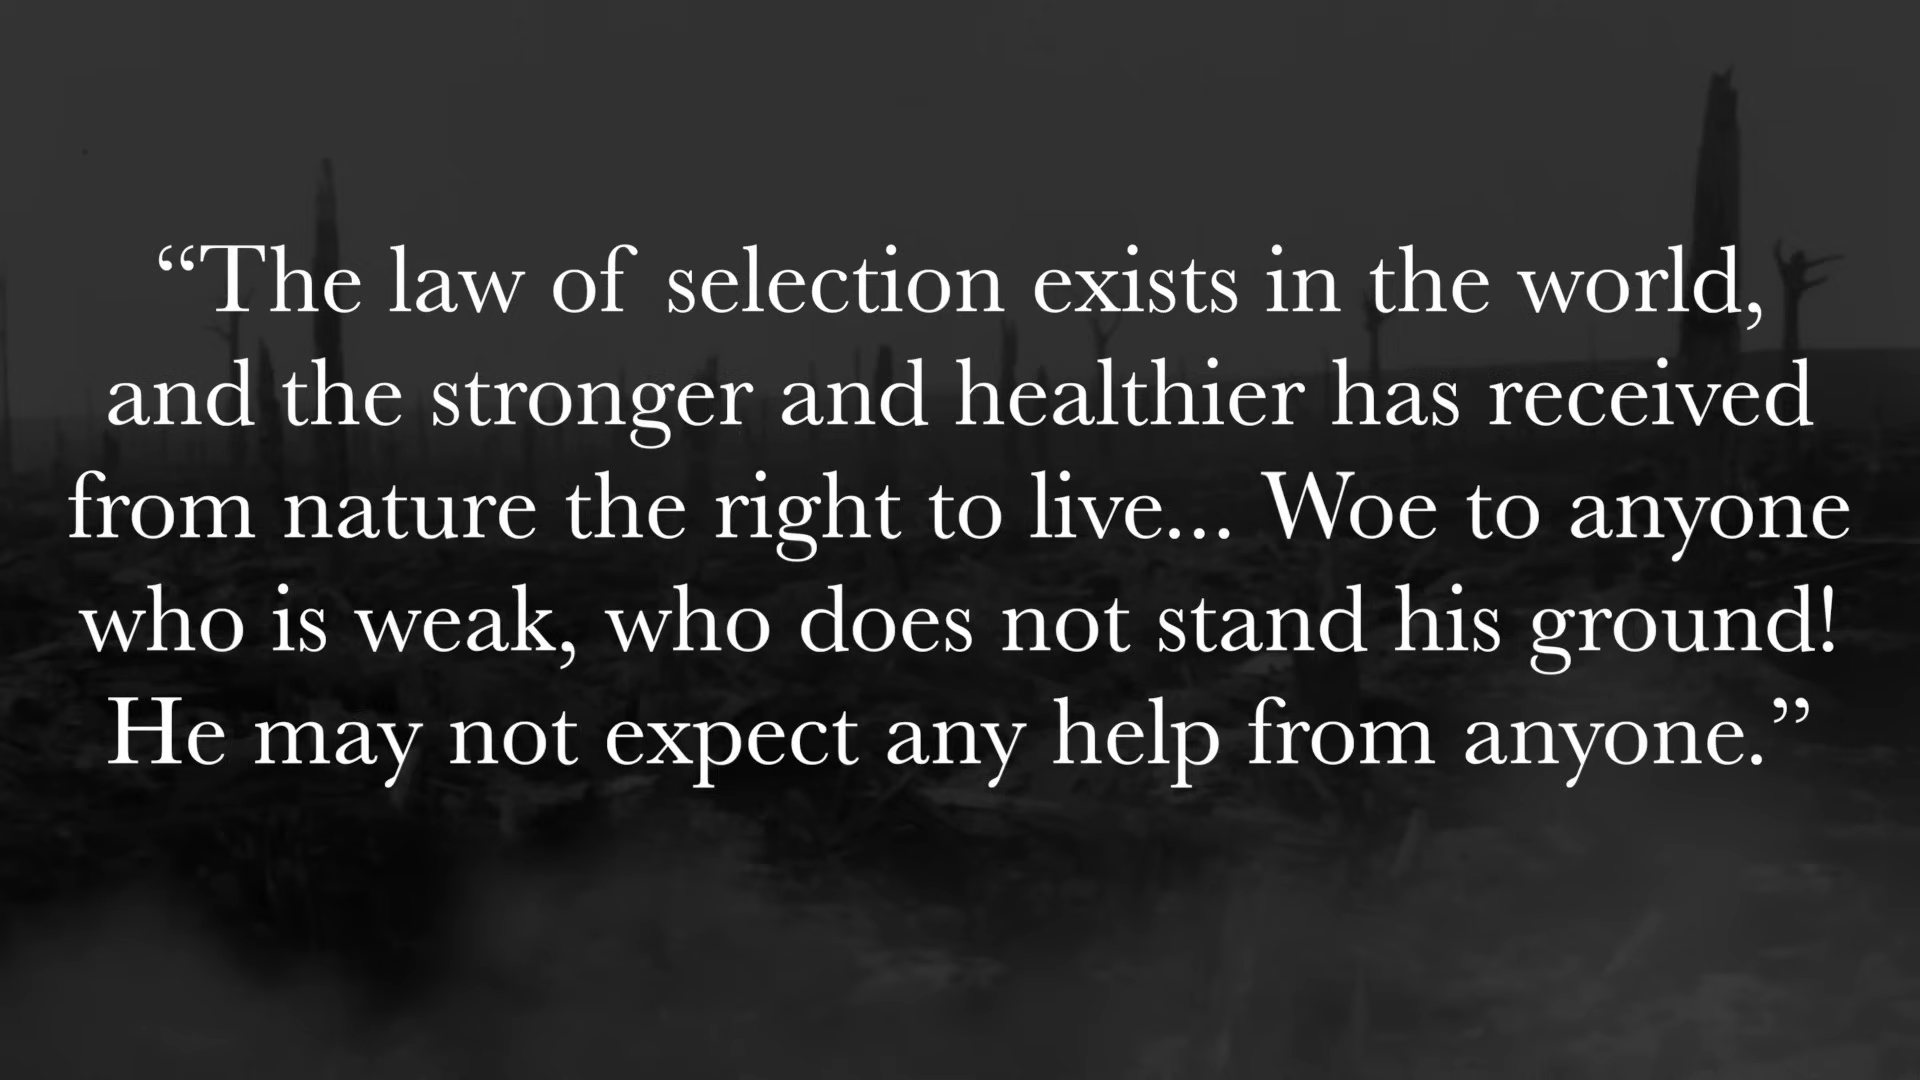 “The law of selection exists in the world,
and the stronger and healthier has received
from nature the right to live... Woe to anyone
who is weak, who does not stand his ground!
He may not expect any help from anyone.”